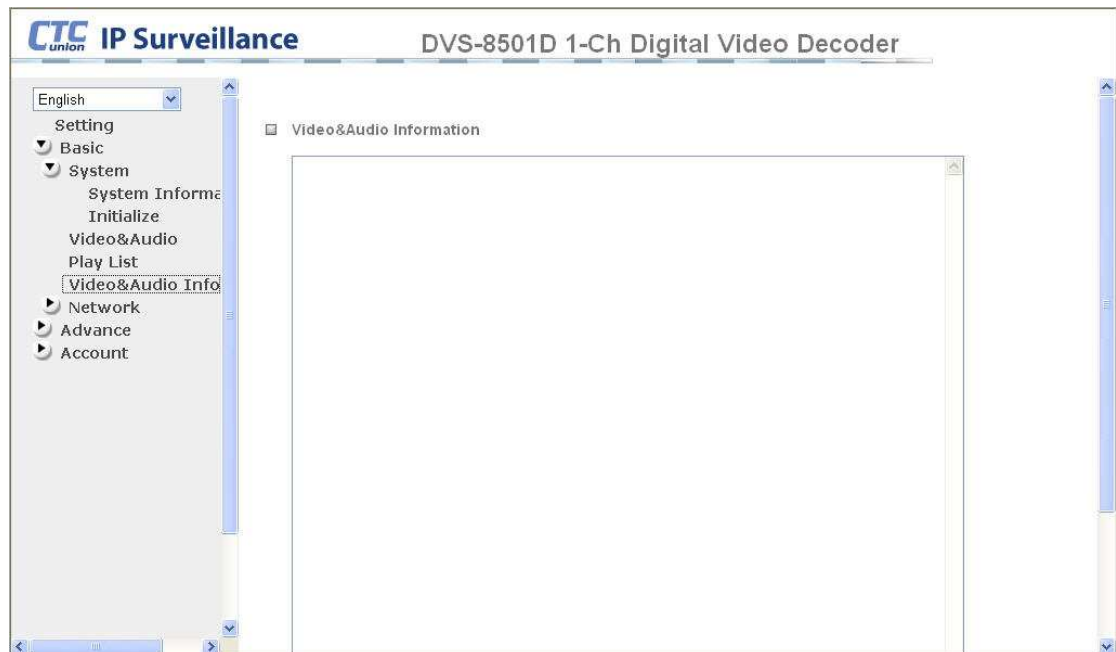 CTC union IP Surveillance
DVS-8501D 1-Ch Digital Video Decoder
English
Setting
Basic
System
System Informa
Initialize
Video&Audio
Play List
Video&Audio Info
Network
Advance
Account
Video&Audio Information